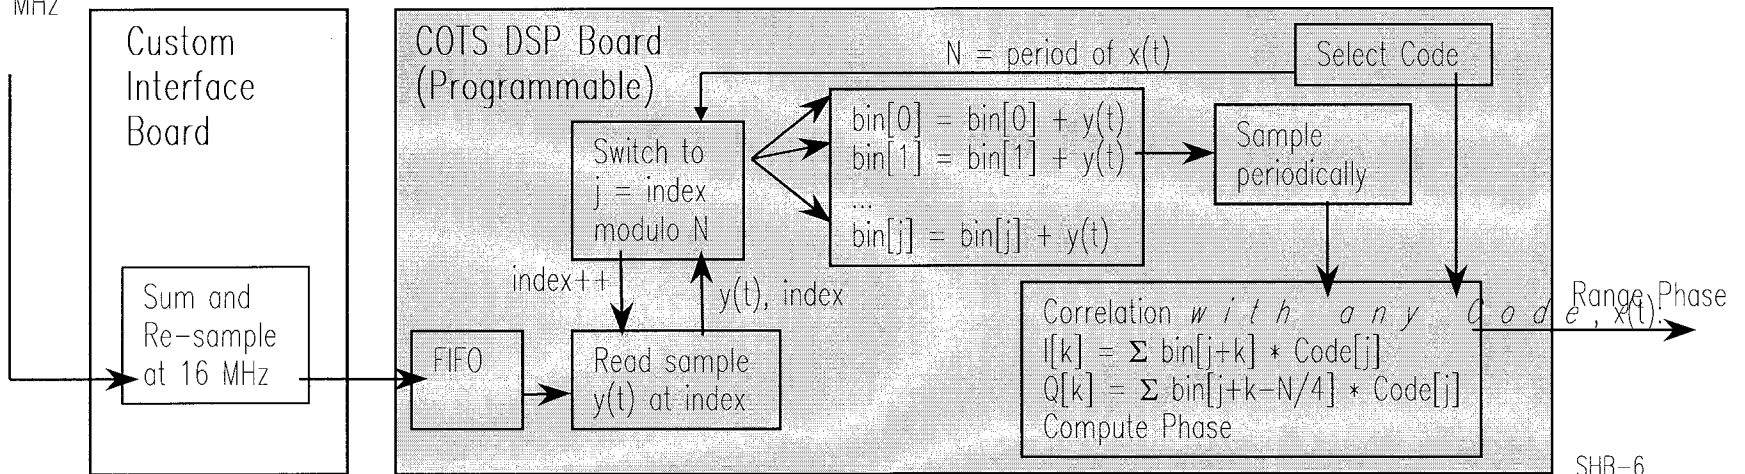 MHz
Custom
Interface
Board
Sum and
Re-sample
at 16 MHz
COTS DSP Board
(Programmable)
N = period of x(t)
Select Code
Switch to
j = index
modulo N
bin[0] = bin[0] + y(t)
bin[1] = bin[1] + y(t)
...
bin[j] = bin[j] + y(t)
Sample
periodically
index++
y(t), index
FIFO
Read sample
y(t) at index
Correlation with any Code, x(t).
I[k] = Σ bin[j+k] * Code[j]
Q[k] = Σ bin[j+k-N/4] * Code[j]
Compute Phase
Range Phase
SHB-6